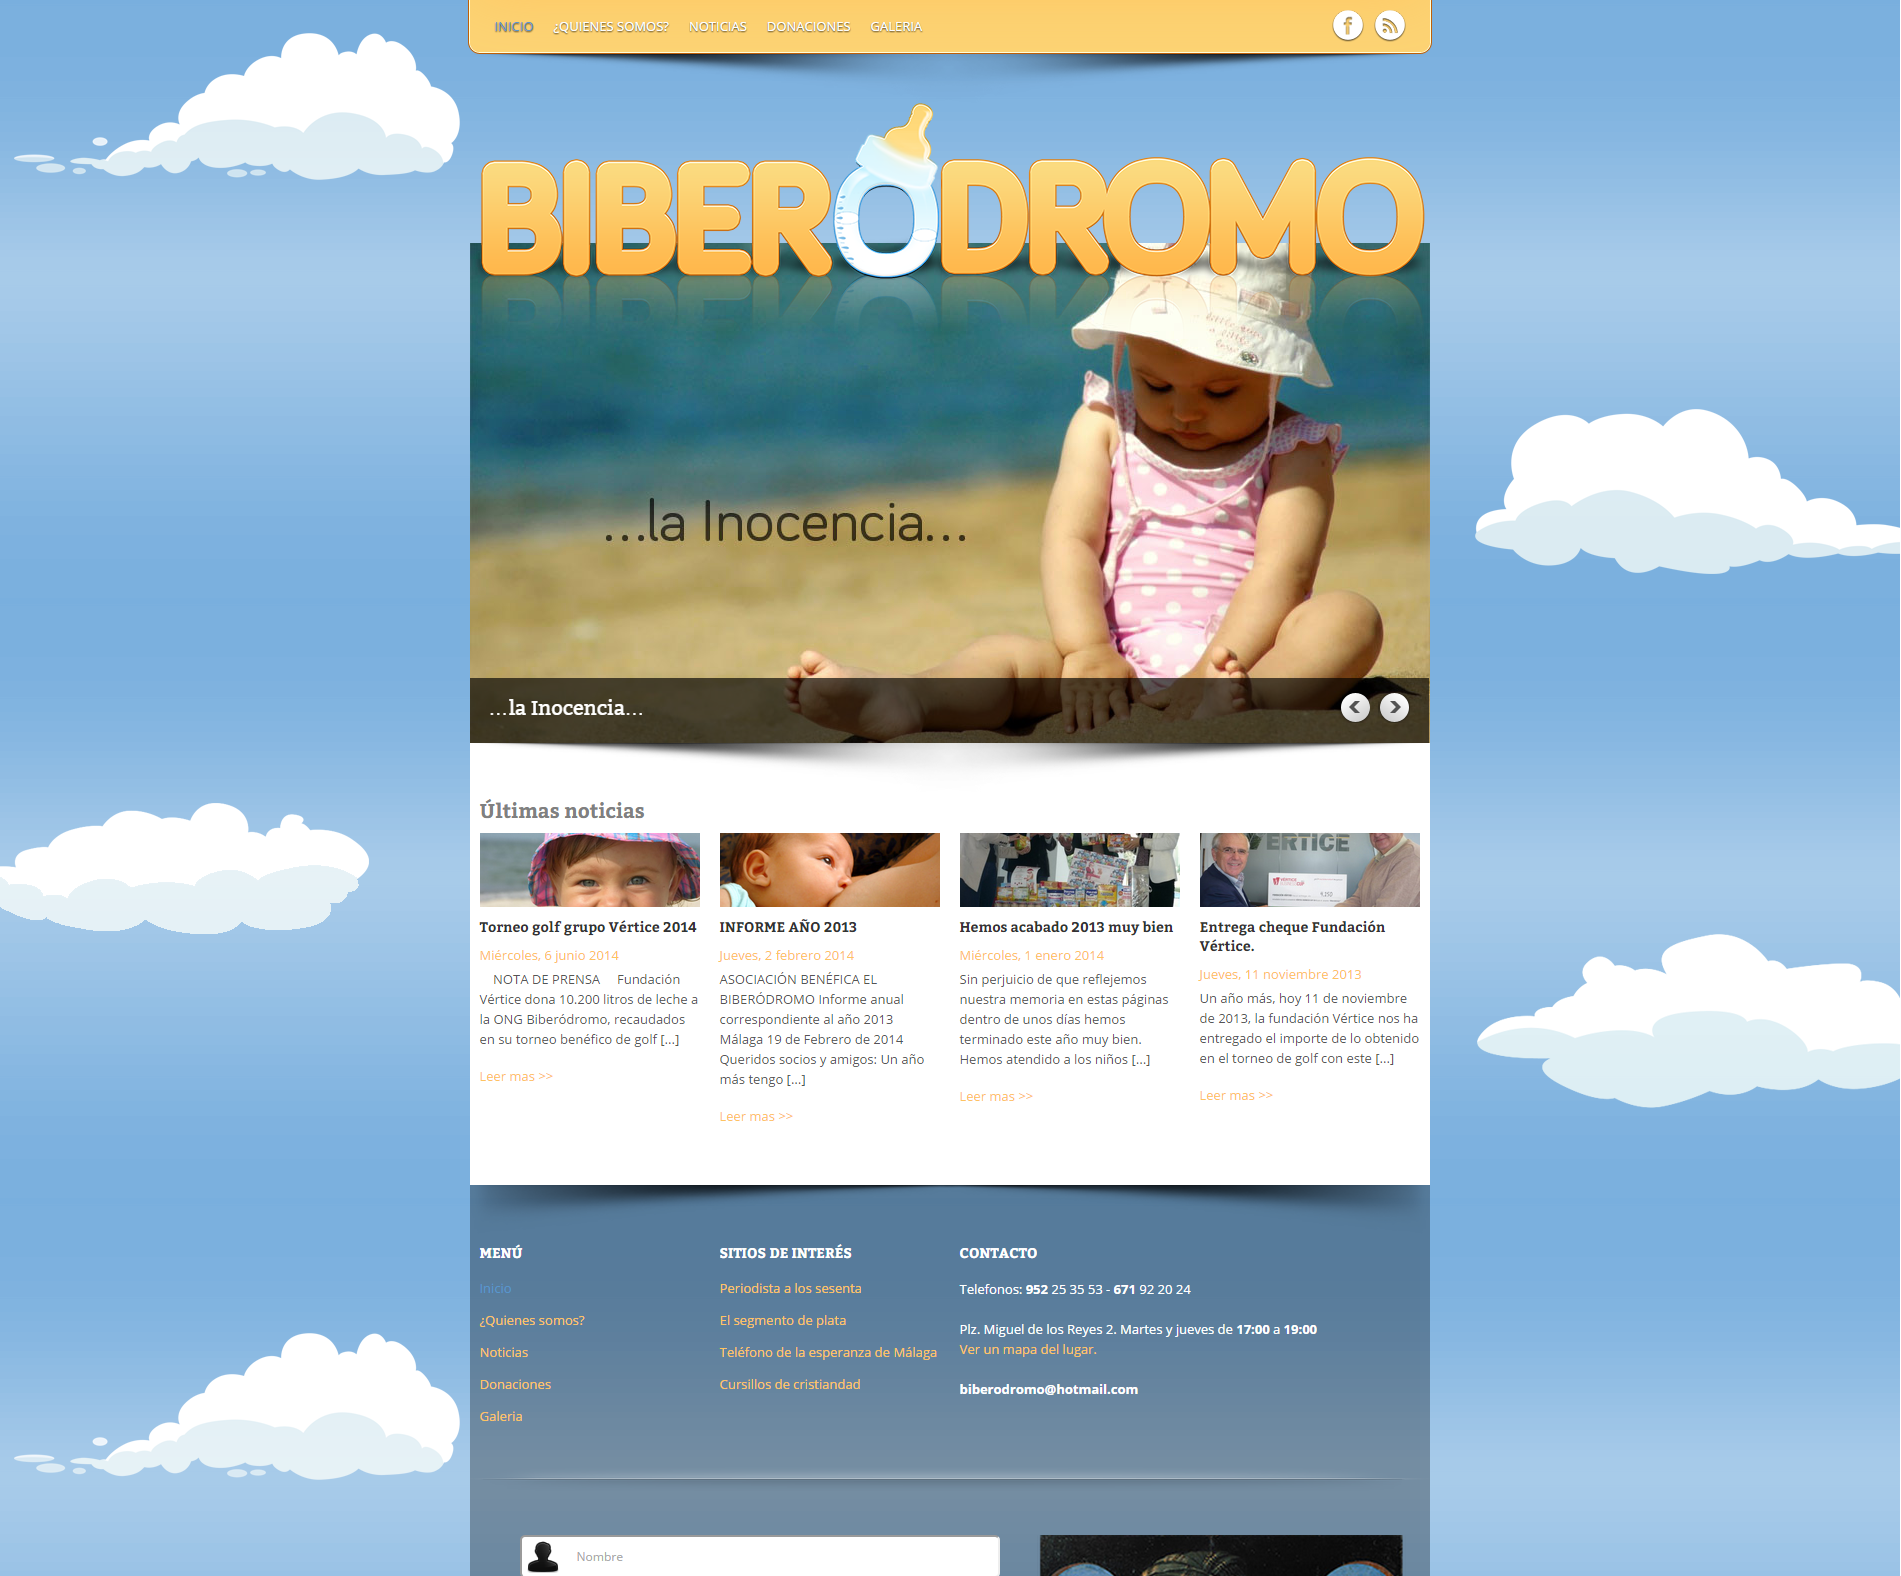 INICIO ¿QUIENES SOMOS? NOTICIAS DONACIONES GALERIA
BIBERÓDROMO
...la Inocencia...
...la Inocencia...
Últimas noticias
VERTICE
Torneo golf grupo Vértice 2014
Miércoles, 6 junio 2014
NOTA DE PRENSA Fundación
Vértice dona 10.200 litros de leche a
la ONG Biberódromo, recaudados
en su torneo benéfico de golf [...]
Leer mas >>
INFORME AÑO 2013
Jueves, 2 febrero 2014
ASOCIACIÓN BENÉFICA EL
BIBERÓDROMO Informe anual
correspondiente al año 2013
Málaga 19 de Febrero de 2014
Queridos socios y amigos: Un año
más tengo [...]
Leer mas >>
Hemos acabado 2013 muy bien
Miércoles, 1 enero 2014
Sin perjuicio de que reflejemos
nuestra memoria en estas páginas
dentro de unos días hemos
terminado este año muy bien.
Hemos atendido a los niños [...]
Leer mas >>
Entrega cheque Fundación
Vértice.
Jueves, 11 noviembre 2013
Un año más, hoy 11 de noviembre
de 2013, la fundación Vértice nos ha
entregado el importe de lo obtenido
en el torneo de golf con este [...]
Leer mas >>
MENÚ
Inicio
¿Quienes somos?
Noticias
Donaciones
Galeria
SITIOS DE INTERÉS
Periodista a los sesenta
El segmento de plata
Teléfono de la esperanza de Málaga
Cursillos de cristiandad
CONTACTO
Telefonos: 952 25 35 53 - 671 92 20 24
Plz. Miguel de los Reyes 2. Martes y jueves de 17:00 a 19:00
Ver un mapa del lugar.
biberodromo@hotmail.com
Nombre